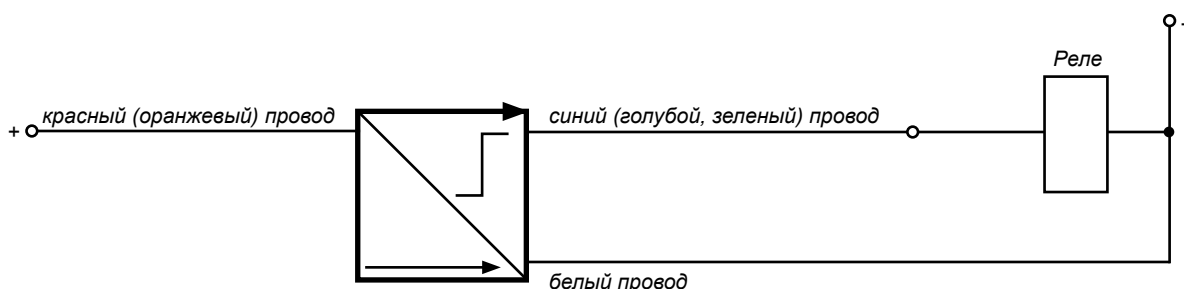 -
Реле
красный (оранжевый) провод
синий (голубой, зеленый) провод
+
белый провод